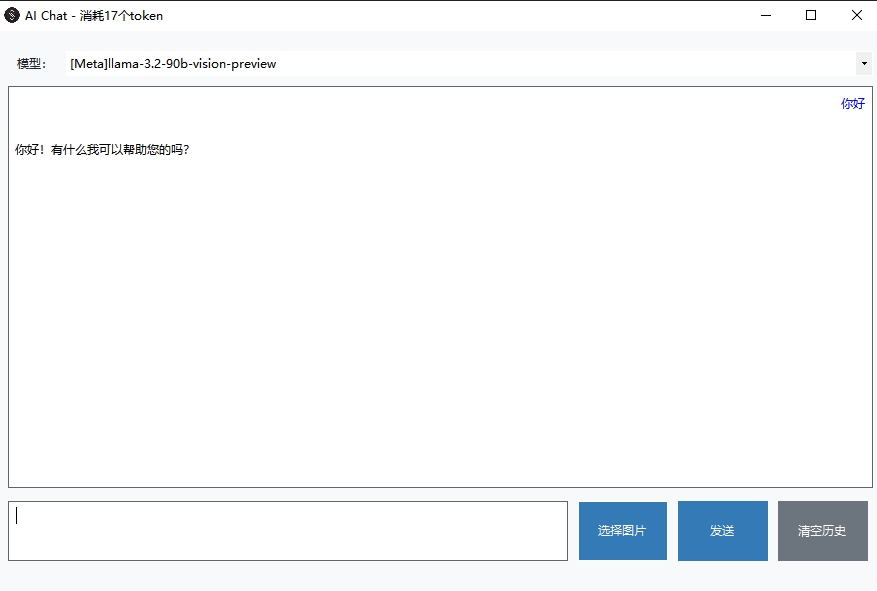 AI Chat - 消耗17个token
模型： [Meta]llama-3.2-90b-vision-preview
你好
你好！有什么我可以帮助您的吗？
选择图片 发送 清空历史